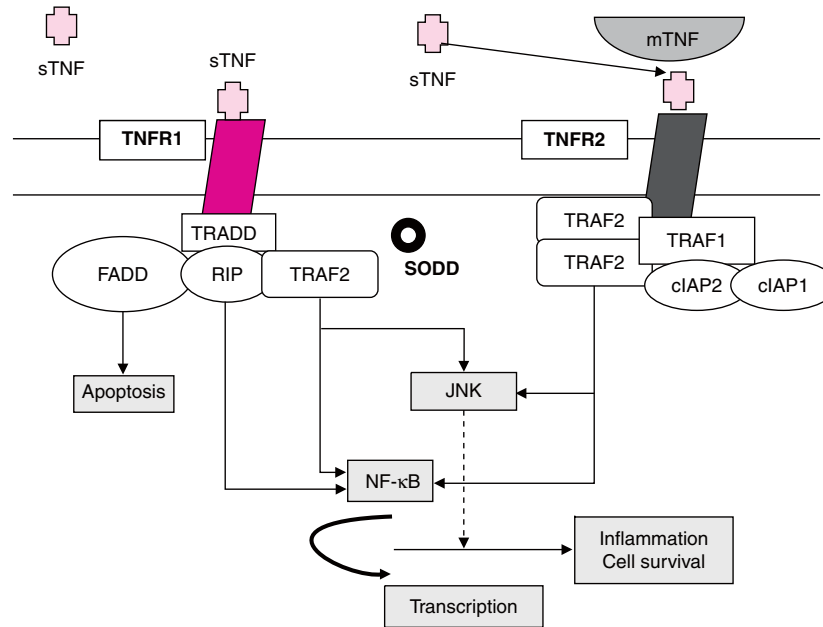 mTNF
sTNF
sTNF
sTNF
TNFR1
TNFR2
TRAF2
TRADD
TRAF1
FADD
RIP
TRAF2
SODD
TRAF2
cIAP2
cIAP1
Apoptosis
JNK
NF-κB
Inflammation
Cell survival
Transcription